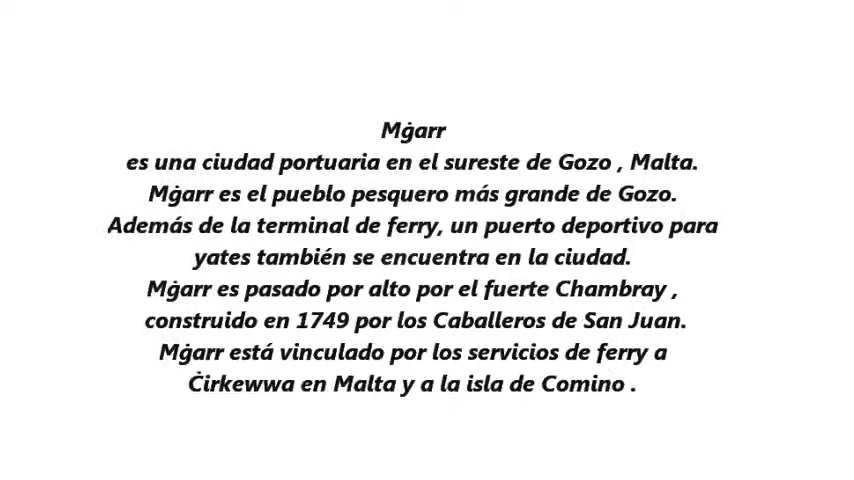 Mġarr
es una ciudad portuaria en el sureste de Gozo , Malta.
Mġarr es el pueblo pesquero más grande de Gozo.
Además de la terminal de ferry, un puerto deportivo para
yates también se encuentra en la ciudad.
Mġarr es pasado por alto por el fuerte Chambray ,
construido en 1749 por los Caballeros de San Juan.
Mġarr está vinculado por los servicios de ferry a
Ċirkewwa en Malta y a la isla de Comino .